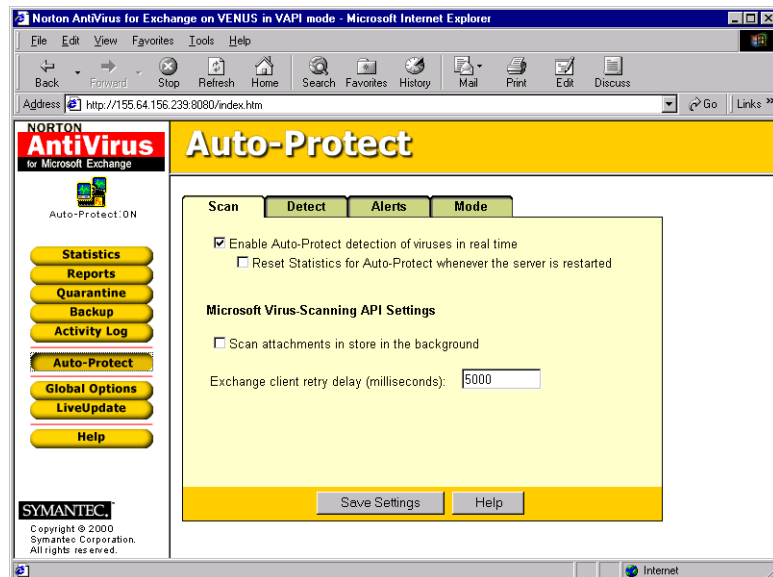 Norton AntiVirus for Exchange on VENUS in VAPI mode - Microsoft Internet Explorer
File Edit View Favorites Tools Help
Back Forward Stop Refresh Home Search Favorites History Mail Print Edit Discuss
Address http://155.64.156.239:8080/index.htm Go Links »
NORTON
AntiVirus
for Microsoft Exchange
Auto-Protect
Auto-Protect:ON
Scan Detect Alerts Mode
Enable Auto-Protect detection of viruses in real time
Reset Statistics for Auto-Protect whenever the server is restarted
Microsoft Virus-Scanning API Settings
Scan attachments in store in the background
Exchange client retry delay (milliseconds): 5000
Save Settings Help
Statistics
Reports
Quarantine
Backup
Activity Log
Auto-Protect
Global Options
LiveUpdate
Help
SYMANTEC.
Copyright © 2000
Symantec Corporation.
All rights reserved.
Internet